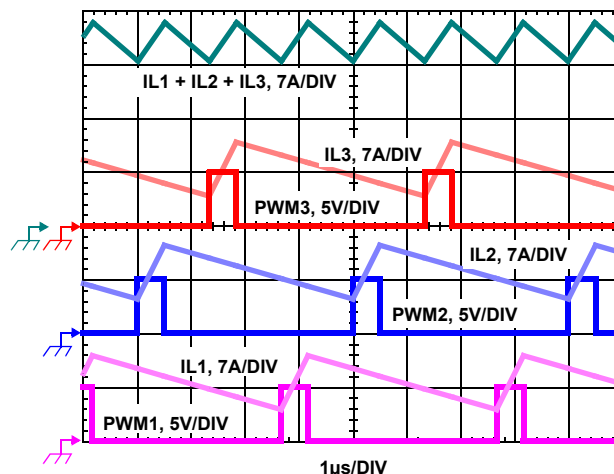 IL1 + IL2 + IL3, 7A/DIV
IL3, 7A/DIV
PWM3, 5V/DIV
IL2, 7A/DIV
PWM2, 5V/DIV
IL1, 7A/DIV
PWM1, 5V/DIV
1µs/DIV